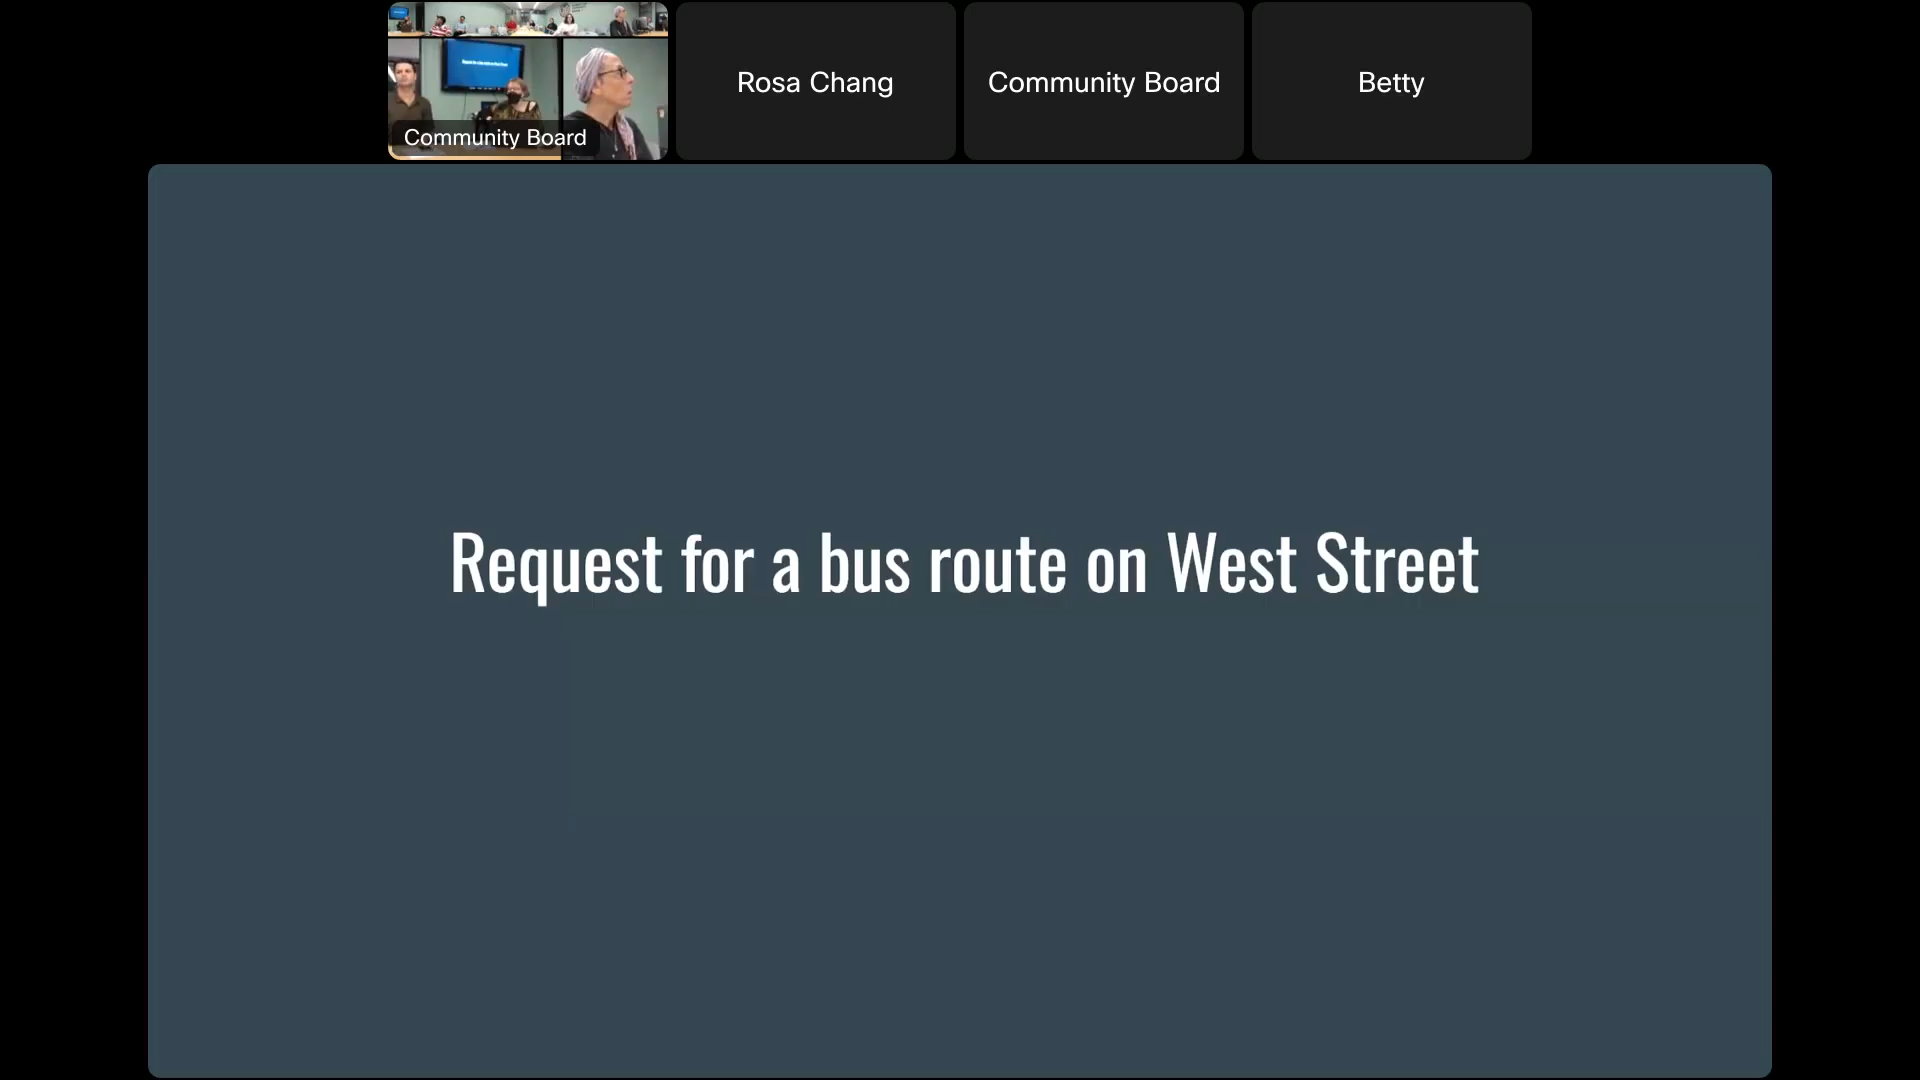 Community Board
Rosa Chang
Community Board
Betty
Request for a bus route on West Street